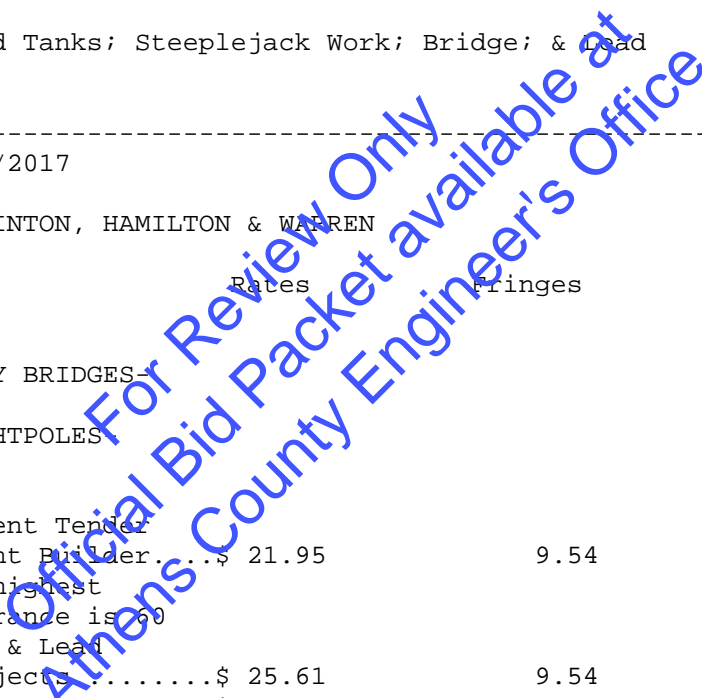 d Tanks; Steeplejack Work; Bridge; & Lead
-----------------------------------------------
/2017
INTON, HAMILTON & WARREN
Rates Fringes
Y BRIDGES-
HTPOLES-
ent Tender
nt Builder....$ 21.95 9.54
highest
rance is 60
& Lead
jects.........$ 25.61 9.54
For Review Only
Official Bid Packet available at
Athens County Engineer's Office